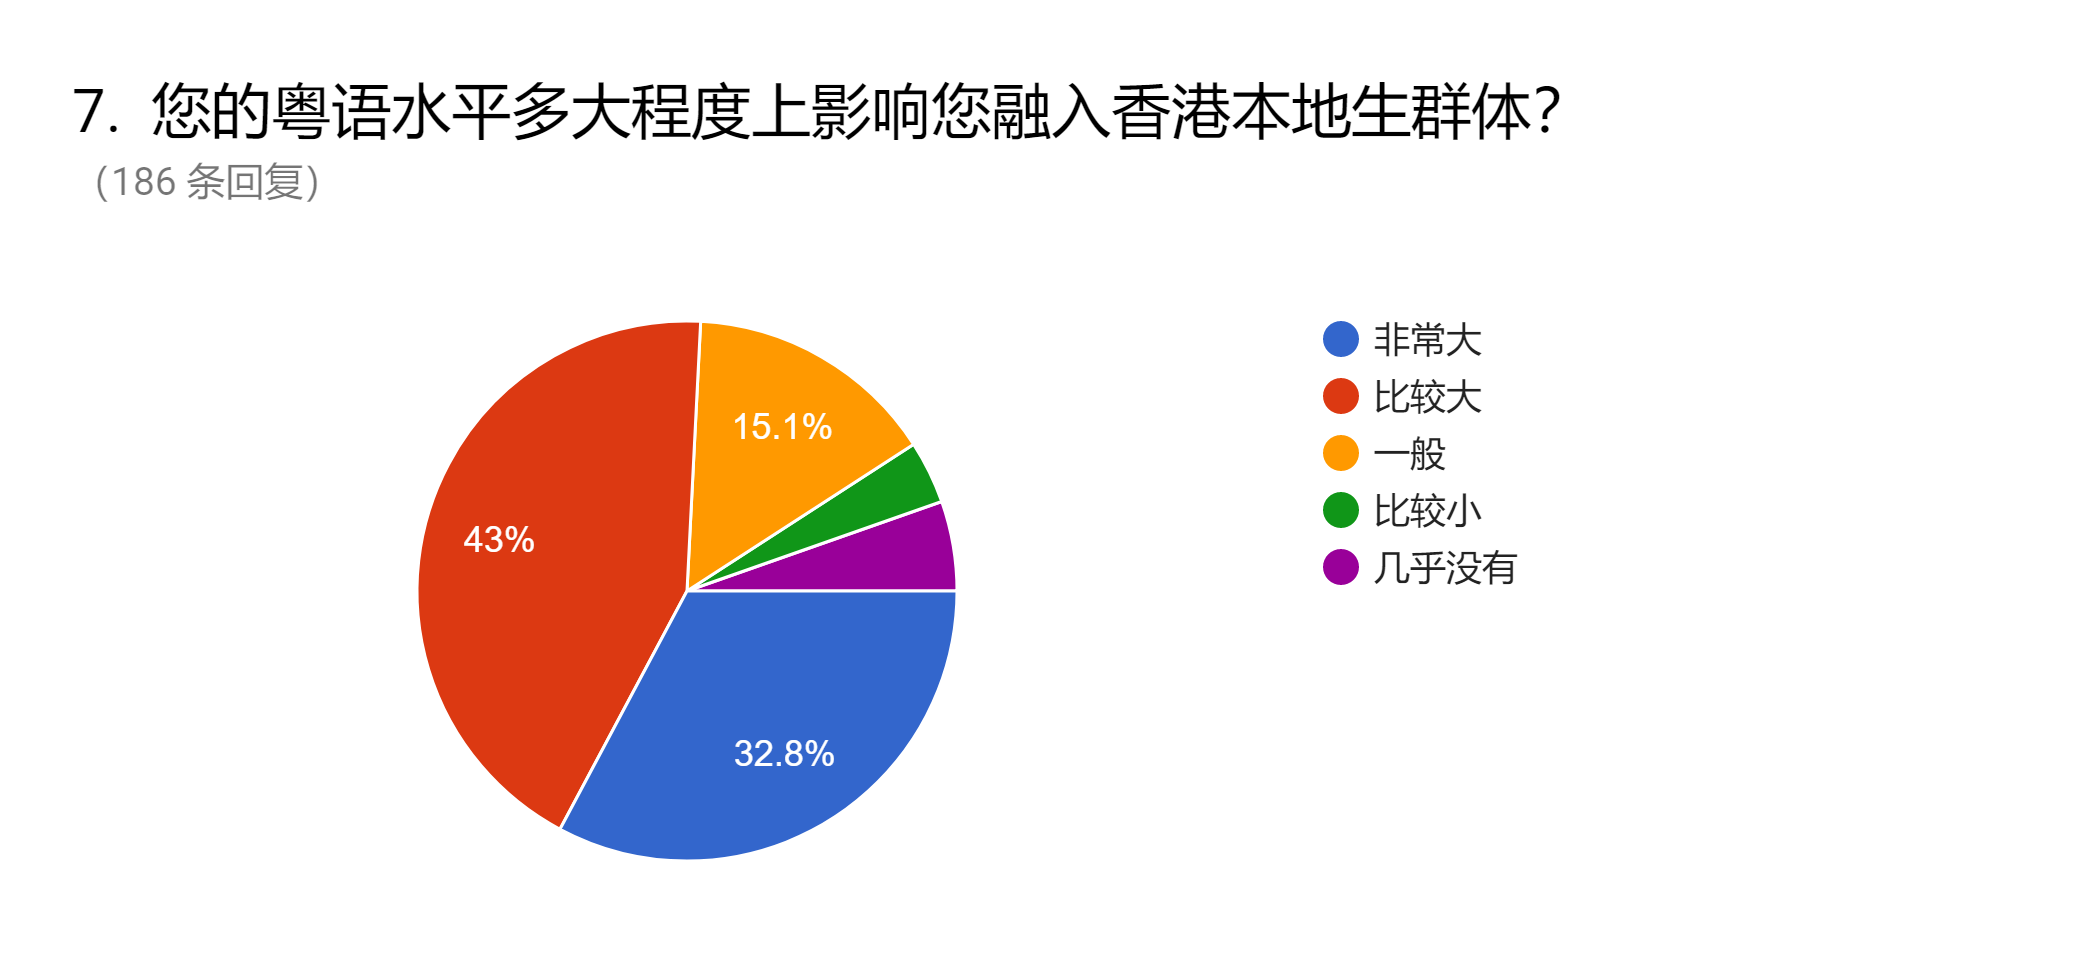 7. 您的粤语水平多大程度上影响您融入香港本地生群体？
（186 条回复）
非常大
比较大
一般
比较小
几乎没有
15.1%
43%
32.8%